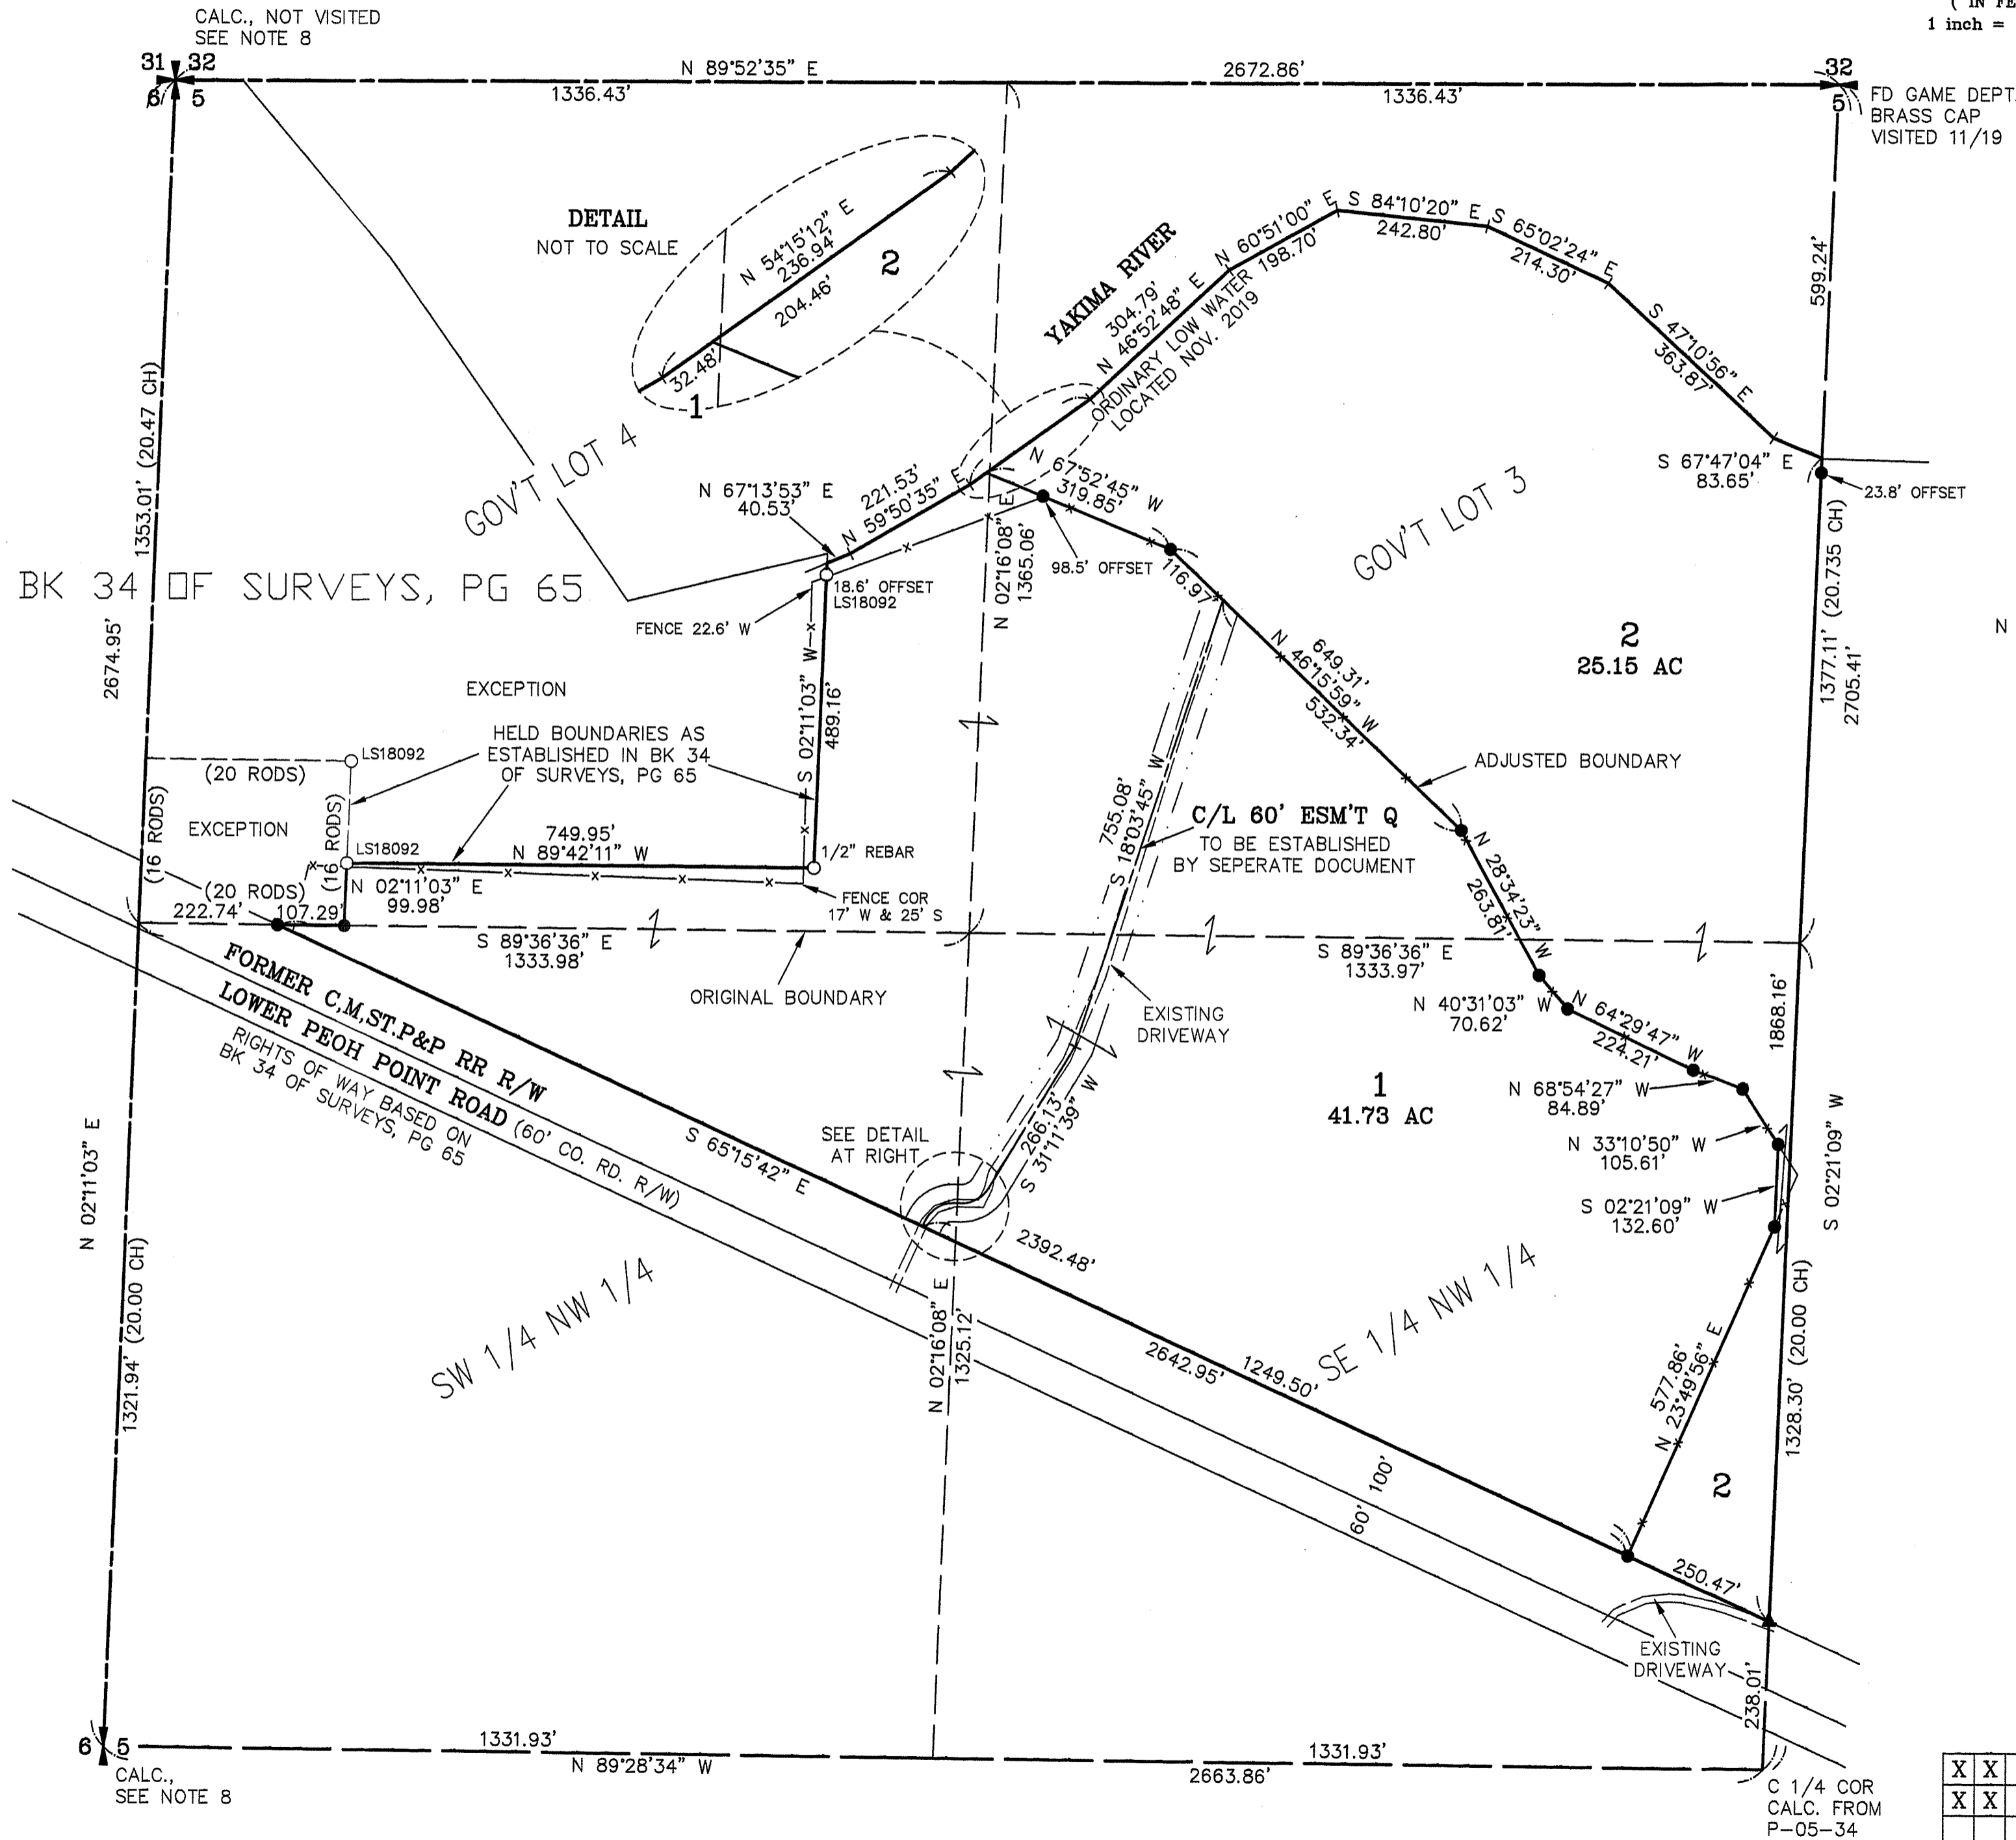 ( IN FE
1 inch =
CALC., NOT VISITED
SEE NOTE 8
31 32
6 5
N 89°52'35" E
2672.86'
1336.43'
1336.43'
32
5
FD GAME DEPT.
BRASS CAP
VISITED 11/19
DETAIL
NOT TO SCALE
N 54°15'12" E
236.94'
204.46'
32.48'
2
1
YAKIMA RIVER
ORDINARY LOW WATER
LOCATED NOV. 2019
304.79'
N 46°52'48" E
N 60°51'00" E
198.70'
S 84°10'20" E
242.80'
S 65°02'24" E
214.30'
S 47°10'56" E
363.87'
S 67°47'04" E
83.65'
23.8' OFFSET
599.24'
1353.01' (20.47 CH)
2674.95'
GOV'T LOT 4
GOV'T LOT 3
BK 34 OF SURVEYS, PG 65
N 67°13'53" E
40.53'
221.53'
N 59°50'35" E
N 67°52'45" W
319.85'
98.5' OFFSET
N 02°16'08" E
1365.06'
18.6' OFFSET
LS18092
FENCE 22.6' W
116.97'
649.31'
N 46°15'59" W
532.34'
2
25.15 AC
1377.11' (20.735 CH)
2705.41'
N
EXCEPTION
S 02°11'03" W
489.16'
HELD BOUNDARIES AS
ESTABLISHED IN BK 34
OF SURVEYS, PG 65
LS18092
(20 RODS)
(16 RODS)
EXCEPTION
(16 RODS)
LS18092
749.95'
N 89°42'11" W
1/2" REBAR
FENCE COR
17' W & 25' S
(20 RODS)
222.74'
107.29'
N 02°11'03" E
99.98'
S 89°36'36" E
1333.98'
ORIGINAL BOUNDARY
755.08'
S 18°03'45" W
C/L 60' ESM'T Q
TO BE ESTABLISHED
BY SEPERATE DOCUMENT
ADJUSTED BOUNDARY
N 28°34'23" W
263.81'
S 89°36'36" E
1333.97'
EXISTING
DRIVEWAY
N 40°31'03" W
70.62'
N 64°29'47" W
224.21'
N 68°54'27" W
84.89'
N 33°10'50" W
105.61'
S 02°21'09" W
132.60'
1868.16'
S 02°21'09" W
1
41.73 AC
FORMER C,M,ST.P&P RR R/W
LOWER PEOH POINT ROAD (60' CO. RD. R/W)
RIGHTS OF WAY BASED ON
BK 34 OF SURVEYS, PG 65
S 65°15'42" E
SEE DETAIL
AT RIGHT
266.13'
S 31°11'39" W
2392.48'
N 02°11'03" E
1321.94' (20.00 CH)
SW 1/4 NW 1/4
N 02°16'08" E
1325.12'
SE 1/4 NW 1/4
2642.95'
1249.50'
577.86'
N 23°49'56" E
1328.30' (20.00 CH)
2
60' 100'
250.47'
EXISTING
DRIVEWAY
238.01'
6 5
CALC.,
SEE NOTE 8
1331.93'
N 89°28'34" W
1331.93'
2663.86'
C 1/4 COR
CALC. FROM
P-05-34
X X
X X